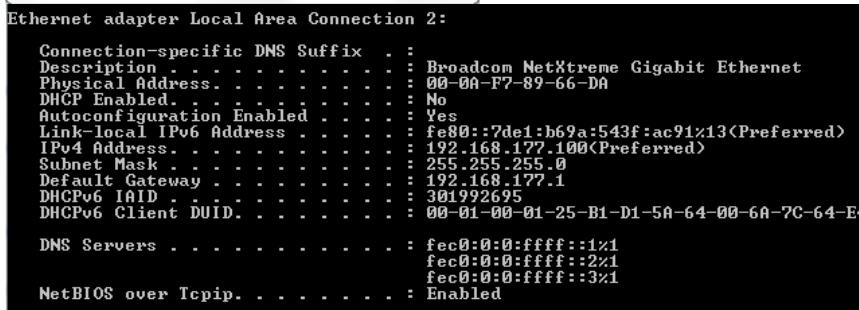 Ethernet adapter Local Area Connection 2:
Connection-specific DNS Suffix  . :
Description . . . . . . . . . . . : Broadcom NetXtreme Gigabit Ethernet
Physical Address. . . . . . . . . : 00-0A-F7-89-66-DA
DHCP Enabled. . . . . . . . . . . : No
Autoconfiguration Enabled . . . . : Yes
Link-local IPv6 Address . . . . . : fe80::7de1:b69a:543f:ac91%13(Preferred)
IPv4 Address. . . . . . . . . . . : 192.168.177.100(Preferred)
Subnet Mask . . . . . . . . . . . : 255.255.255.0
Default Gateway . . . . . . . . . : 192.168.177.1
DHCPv6 IAID . . . . . . . . . . . : 301992695
DHCPv6 Client DUID. . . . . . . . : 00-01-00-01-25-B1-D1-5A-64-00-6A-7C-64-E
DNS Servers . . . . . . . . . . . : fec0:0:0:ffff::1%1
fec0:0:0:ffff::2%1
fec0:0:0:ffff::3%1
NetBIOS over Tcpip. . . . . . . . : Enabled